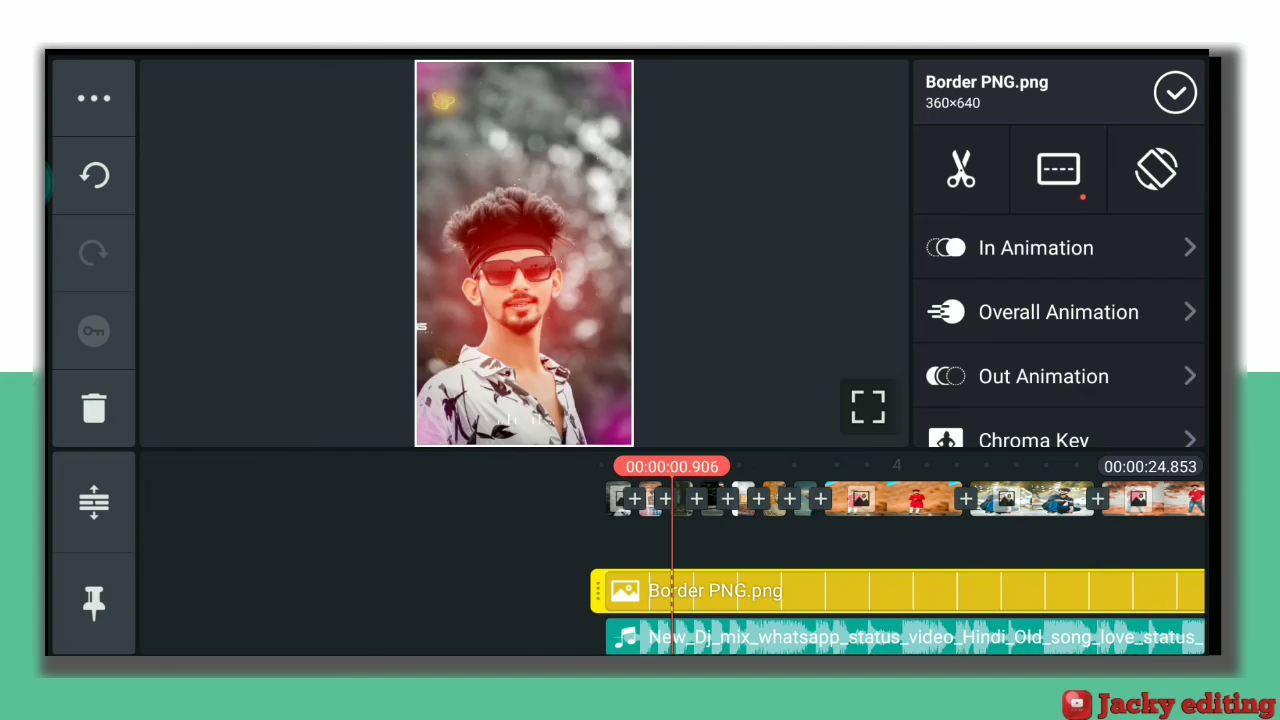 Border PNG.png
360×640
In Animation
Overall Animation
Out Animation
Chroma Key
00:00:00.906
4
00:00:24.853
Border PNG.png
New_Dj_mix_whatsapp_status_video_Hindi_Old_song_love_status_
Jacky editing